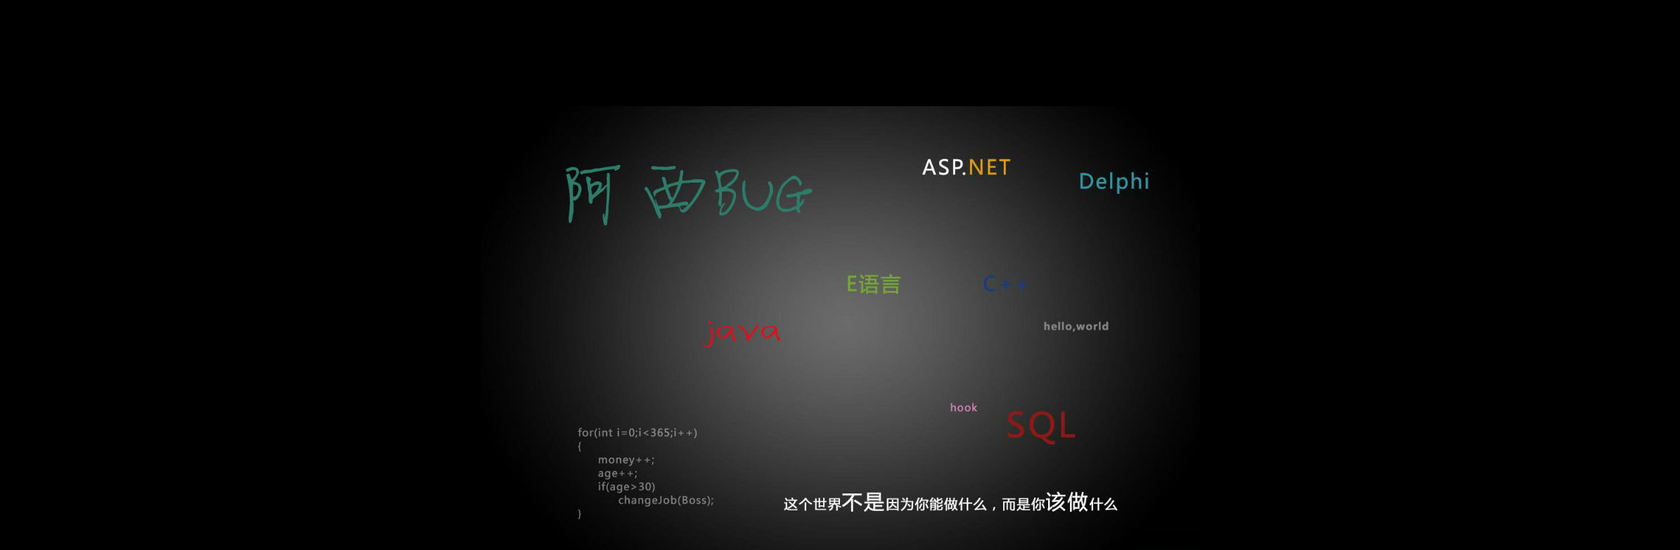 阿西BUG
ASP.NET
Delphi
E语言
C++
java
hello,world
hook
SQL
for(int i=0;i<365;i++)
{
money++;
age++;
if(age>30)
changeJob(Boss);
}
这个世界不是因为你能做什么，而是你该做什么